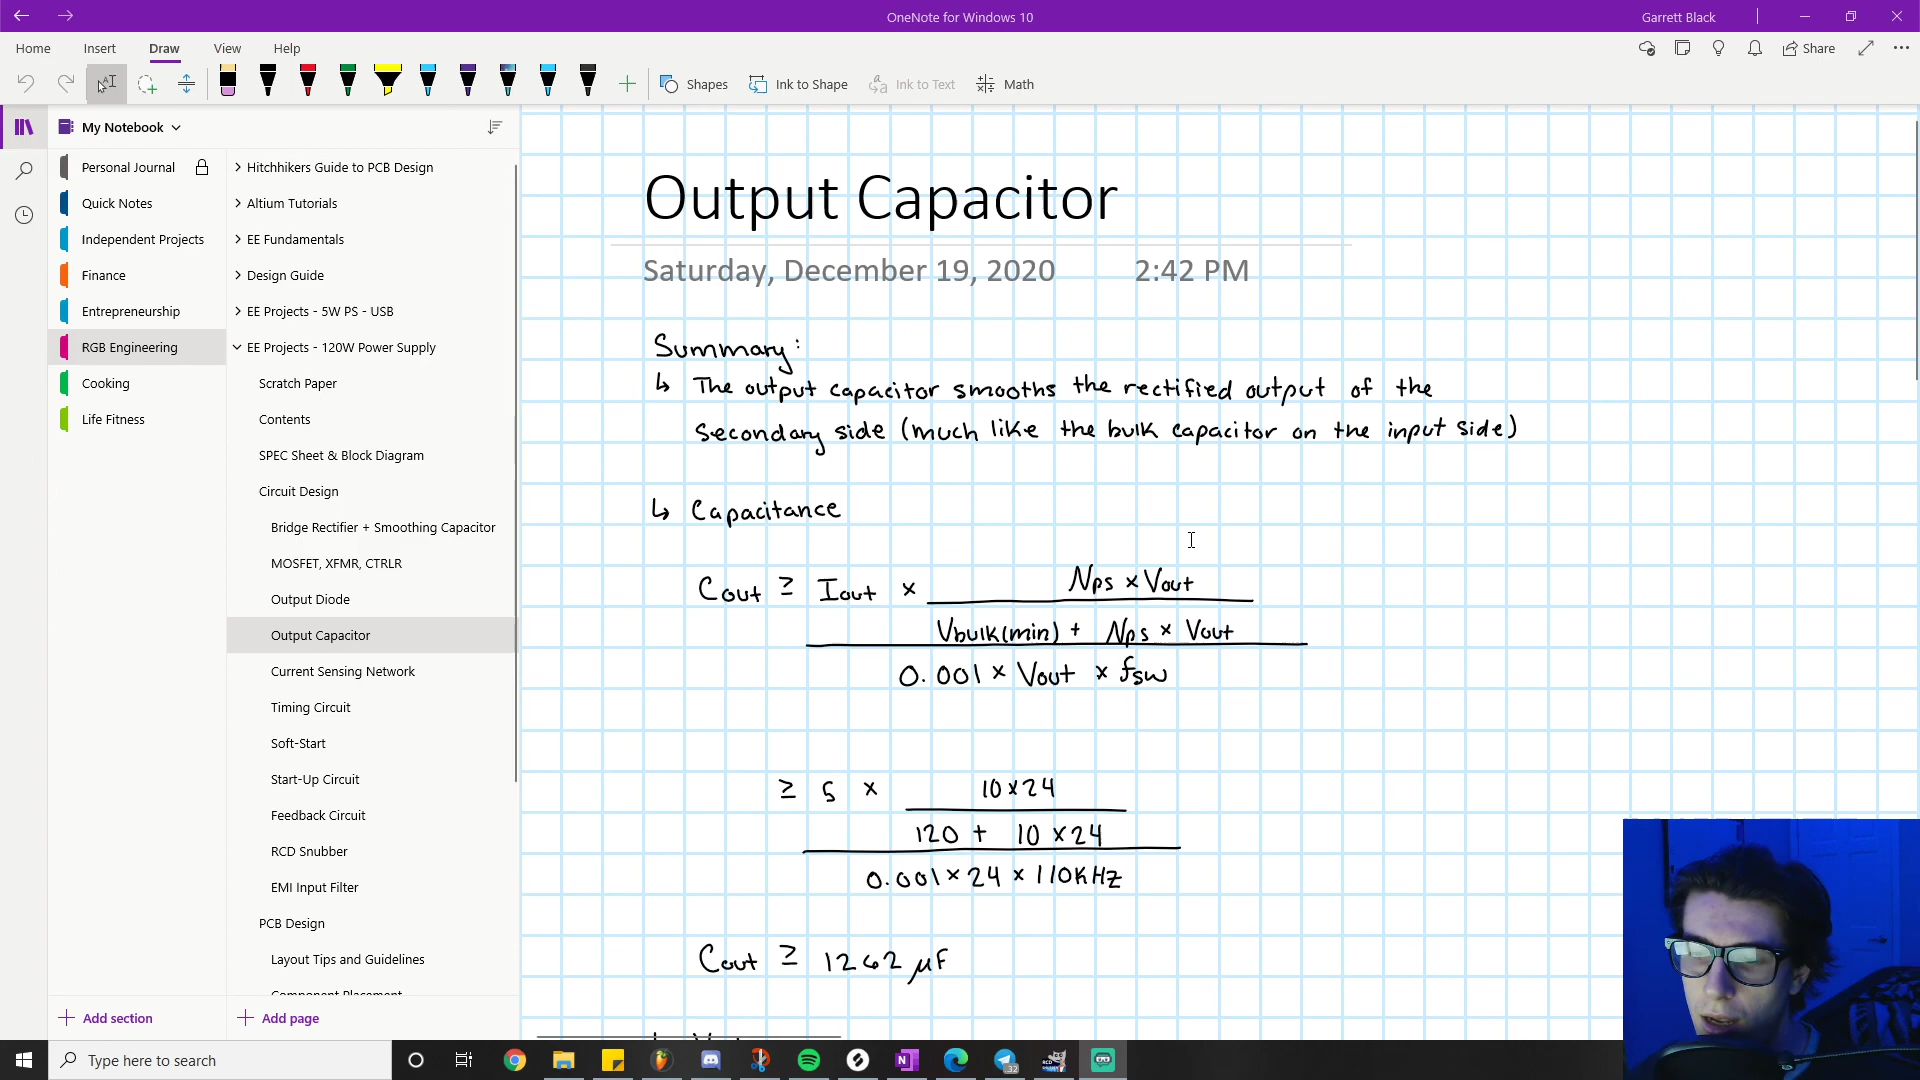 OneNote for Windows 10
Garrett Black
Home Insert Draw View Help
Share
Shapes Ink to Shape Ink to Text Math
My Notebook
Personal Journal
Quick Notes
Independent Projects
Finance
Entrepreneurship
RGB Engineering
Cooking
Life Fitness
Hitchhikers Guide to PCB Design
Altium Tutorials
EE Fundamentals
Design Guide
EE Projects - 5W PS - USB
EE Projects - 120W Power Supply
Scratch Paper
Contents
SPEC Sheet & Block Diagram
Circuit Design
Bridge Rectifier + Smoothing Capacitor
MOSFET, XFMR, CTRLR
Output Diode
Output Capacitor
Current Sensing Network
Timing Circuit
Soft-Start
Start-Up Circuit
Feedback Circuit
RCD Snubber
EMI Input Filter
PCB Design
Layout Tips and Guidelines
Component Placement
Add section
Add page
Output Capacitor
Saturday, December 19, 2020 2:42 PM
Summary:
↳ The output capacitor smooths the rectified output of the
secondary side (much like the bulk capacitor on the input side)
↳ Capacitance
Cout ≥ Iout × Nps × Vout
Vbulk(min) + Nps × Vout
0.001 × Vout × fsw
≥ 5 × 10×24
120 + 10 × 24
0.001 × 24 × 110KHz
Cout ≥ 1262 μF
Type here to search
32